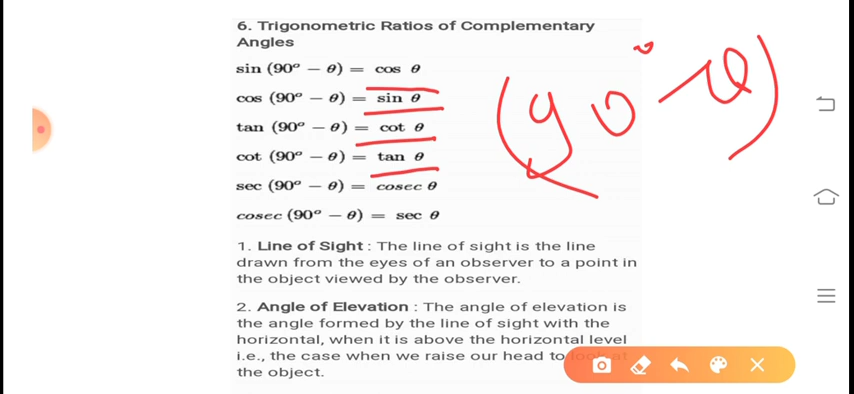 6. Trigonometric Ratios of Complementary
Angles
sin (90° − θ) = cos θ
cos (90° − θ) = sin θ
tan (90° − θ) = cot θ
cot (90° − θ) = tan θ
sec (90° − θ) = cosec θ
cosec (90° − θ) = sec θ
(90° − θ)
1. Line of Sight : The line of sight is the line
drawn from the eyes of an observer to a point in
the object viewed by the observer.
2. Angle of Elevation : The angle of elevation is
the angle formed by the line of sight with the
horizontal, when it is above the horizontal level
i.e., the case when we raise our head to
the object.